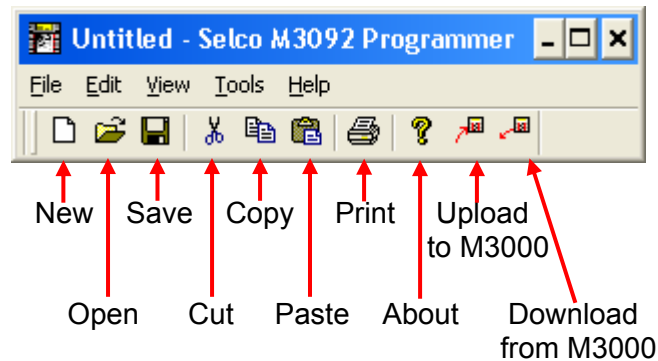 Untitled - Selco M3092 Programmer
File Edit View Tools Help
New Save Copy Print Upload
to M3000
Open Cut Paste About Download
from M3000